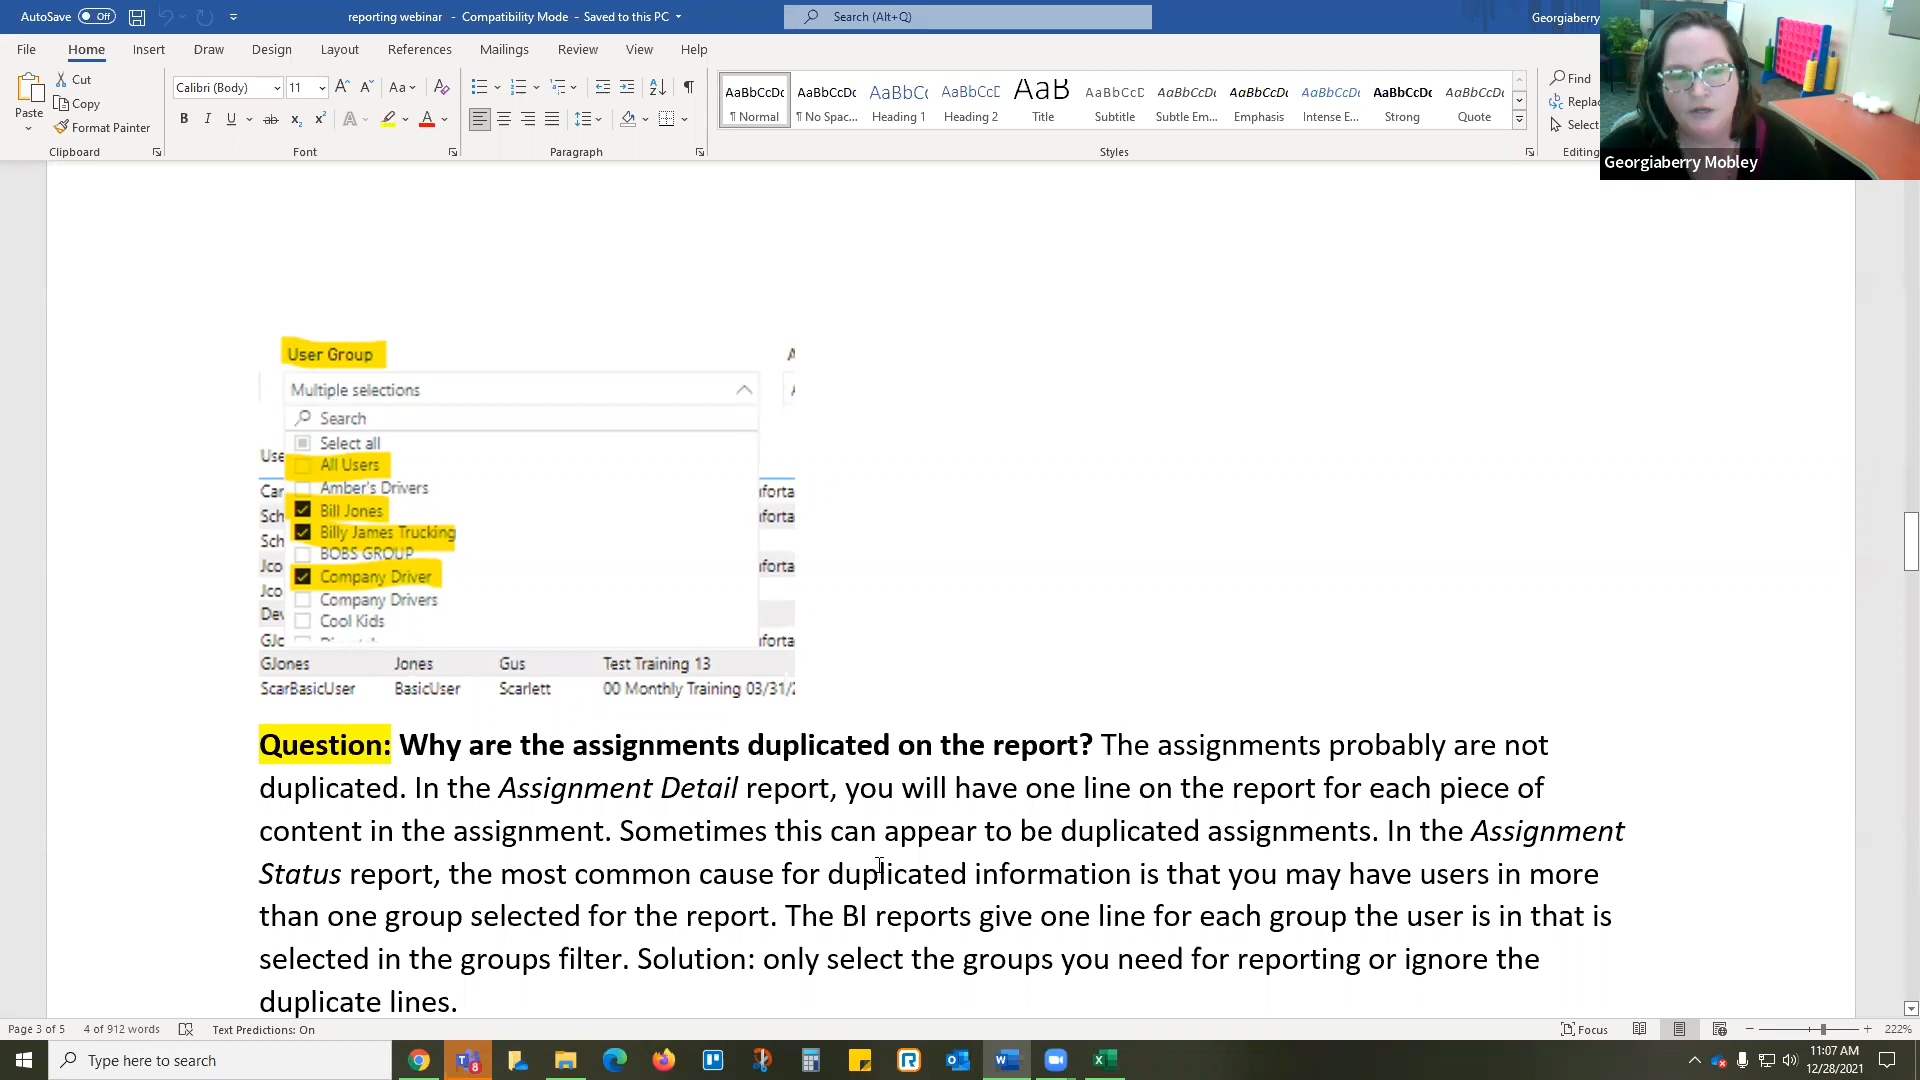 AutoSave Off reporting webinar - Compatibility Mode - Saved to this PC Search (Alt+Q) Georgiaberry
File Home Insert Draw Design Layout References Mailings Review View Help
Paste Cut Copy Format Painter Clipboard
Calibri (Body) 11 Font
Paragraph
AaBbCcDc AaBbCcDc AaBbCc AaBbCcD AaB AaBbCcD AaBbCcDc AaBbCcDc AaBbCcDc AaBbCcDc AaBbCcDc
¶ Normal ¶ No Spac... Heading 1 Heading 2 Title Subtitle Subtle Em... Emphasis Intense E... Strong Quote
Styles
Find
Replac
Select
Editing
Georgiaberry Mobley
User Group
Multiple selections
Search
Select all
All Users
Amber's Drivers
Bill Jones
Billy James Trucking
BOBS GROUP
Company Driver
Company Drivers
Cool Kids
GJones Jones Gus Test Training 13
ScarBasicUser BasicUser Scarlett 00 Monthly Training 03/31/2
Question: Why are the assignments duplicated on the report? The assignments probably are not
duplicated. In the Assignment Detail report, you will have one line on the report for each piece of
content in the assignment. Sometimes this can appear to be duplicated assignments. In the Assignment
Status report, the most common cause for duplicated information is that you may have users in more
than one group selected for the report. The BI reports give one line for each group the user is in that is
selected in the groups filter. Solution: only select the groups you need for reporting or ignore the
duplicate lines.
Page 3 of 5 4 of 912 words Text Predictions: On Focus 222%
Type here to search 11:07 AM
12/28/2021